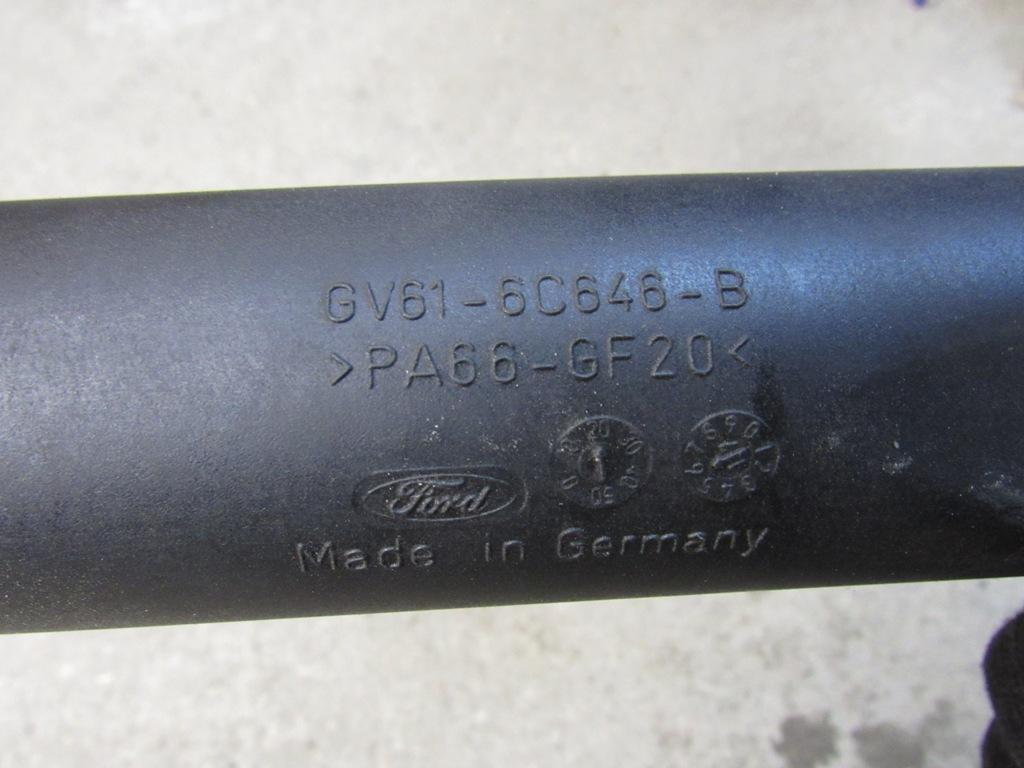 GV61-6C646-B
>PA66-GF20<
Ford
Made in Germany